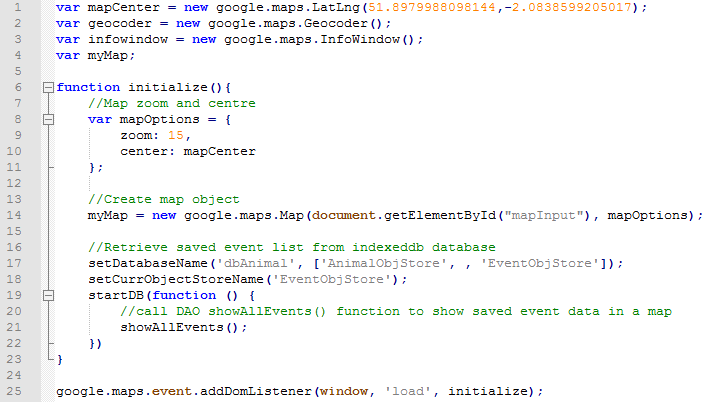 1 var mapCenter = new google.maps.LatLng(51.8979988098144,-2.0838599205017);
2 var geocoder = new google.maps.Geocoder();
3 var infowindow = new google.maps.InfoWindow();
4 var myMap;
5
6 function initialize(){
7 //Map zoom and centre
8 var mapOptions = {
9 zoom: 15,
10 center: mapCenter
11 };
12
13 //Create map object
14 myMap = new google.maps.Map(document.getElementById("mapInput"), mapOptions);
15
16 //Retrieve saved event list from indexeddb database
17 setDatabaseName('dbAnimal', ['AnimalObjStore', , 'EventObjStore']);
18 setCurrObjectStoreName('EventObjStore');
19 startDB(function () {
20 //call DAO showAllEvents() function to show saved event data in a map
21 showAllEvents();
22 })
23 }
24
25 google.maps.event.addDomListener(window, 'load', initialize);